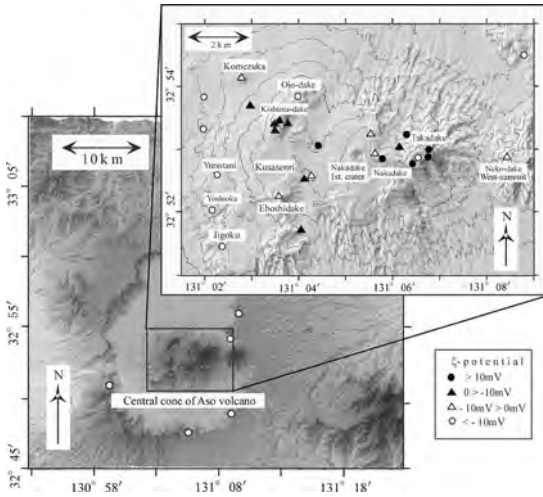 2 km
Komezuka
Ojo-dake
Kishima-dake
Takadake
Kusasenri
Nakadake
1st. crater
Nakadake
Neko-dake
West-summit
Yunotani
Yoshioka
Eboshidake
Jigoku
N
32° 54'
32° 52'
131° 02'
131° 04'
131° 06'
131° 08'
10 km
33° 05'
32° 55'
32° 45'
N
Central cone of Aso volcano
130° 58'
131° 08'
131° 18'
ζ-potential
> 10mV
0 > -10mV
- 10mV > 0mV
< - 10mV